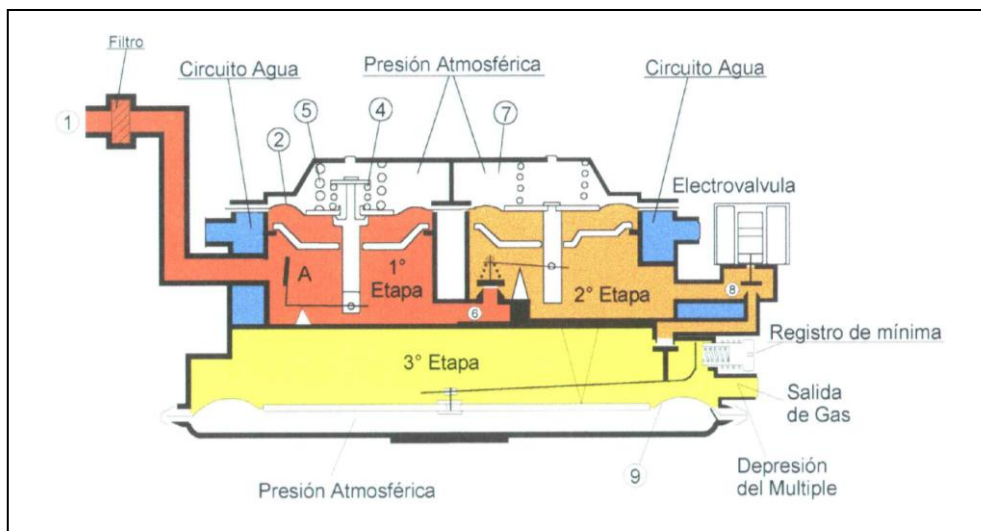 Filtro
Circuito Agua
Presión Atmosférica
Circuito Agua
1
5
4
7
2
Electrovalvula
A
1° Etapa
2° Etapa
8
6
Registro de mínima
3° Etapa
Salida de Gas
9
Presión Atmosférica
Depresión del Multiple